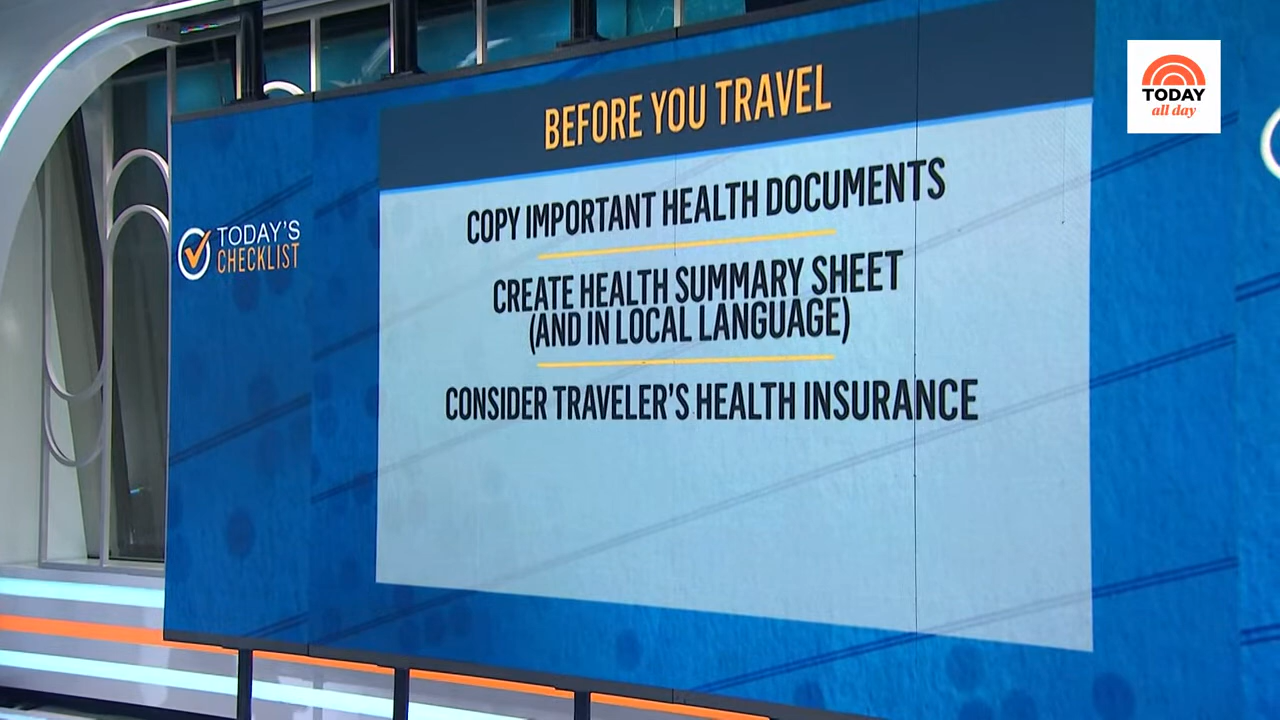 TODAY
all day
BEFORE YOU TRAVEL
TODAY'S
CHECKLIST
COPY IMPORTANT HEALTH DOCUMENTS
CREATE HEALTH SUMMARY SHEET
(AND IN LOCAL LANGUAGE)
CONSIDER TRAVELER'S HEALTH INSURANCE